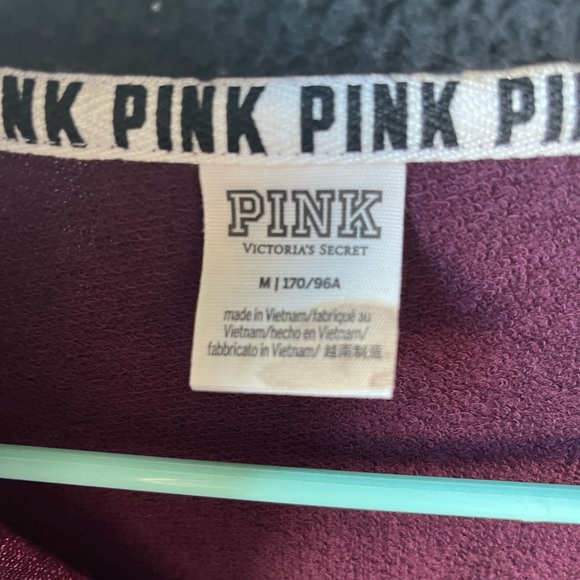 NK PINK PINK PI
PINK
VICTORIA'S SECRET
M | 170/96A
made in Vietnam/fabriqué au
Vietnam/hecho en Vietnam/
fabbricato in Vietnam/ 越南制造